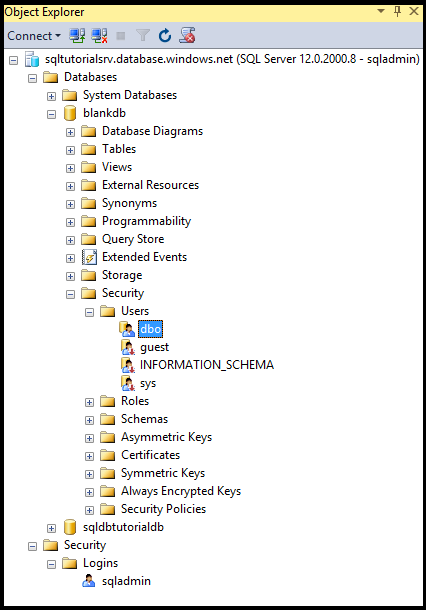 Object Explorer
Connect
sqltutorialsrv.database.windows.net (SQL Server 12.0.2000.8 - sqladmin)
Databases
System Databases
blankdb
Database Diagrams
Tables
Views
External Resources
Synonyms
Programmability
Query Store
Extended Events
Storage
Security
Users
dbo
guest
INFORMATION_SCHEMA
sys
Roles
Schemas
Asymmetric Keys
Certificates
Symmetric Keys
Always Encrypted Keys
Security Policies
sqldbtutorialdb
Security
Logins
sqladmin